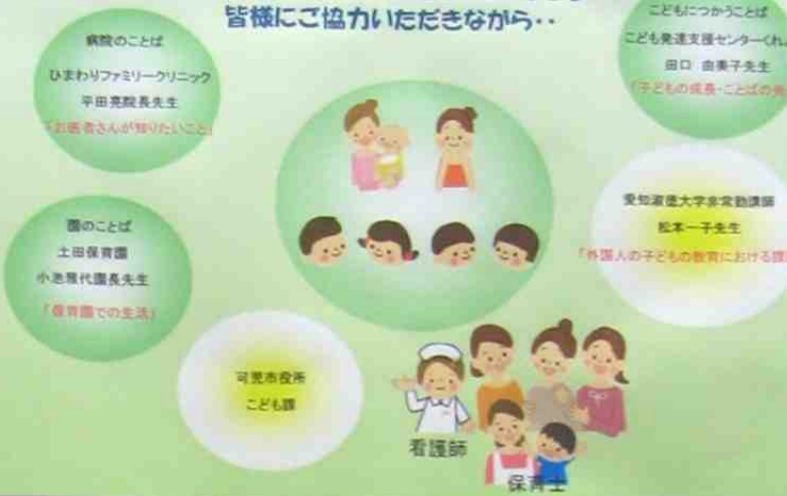 皆様にご協力いただきながら‥
病院のことば
ひまわりファミリークリニック
平田亮院長先生
「お医者さんが知りたいこと」
こどもにつかうことば
こども発達支援センターくれよ
田口 由美子先生
「子どもの成長・ことばの発
園のことば
土田保育園
小池雅代園長先生
「保育園での生活」
愛知淑徳大学非常勤講師
松本一子先生
「外国人の子どもの教育における課
可児市役所
こども課
看護師
保育士